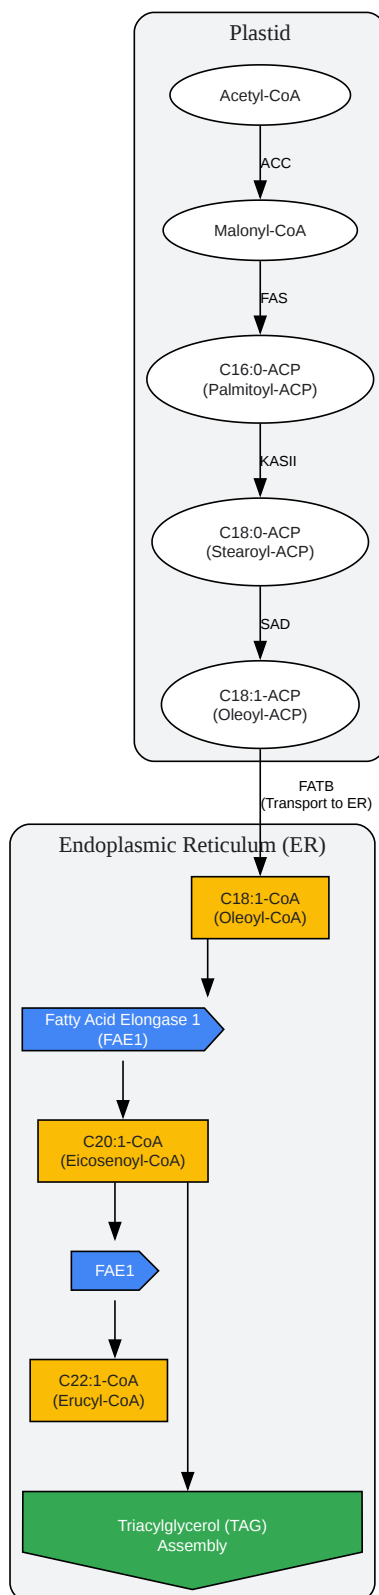 Plastid
Acetyl-CoA
ACC
Malonyl-CoA
FAS
C16:0-ACP
(Palmitoyl-ACP)
KASII
C18:0-ACP
(Stearoyl-ACP)
SAD
C18:1-ACP
(Oleoyl-ACP)
FATB
(Transport to ER)
Endoplasmic Reticulum (ER)
C18:1-CoA
(Oleoyl-CoA)
Fatty Acid Elongase 1
(FAE1)
C20:1-CoA
(Eicosenoyl-CoA)
FAE1
C22:1-CoA
(Erucyl-CoA)
Triacylglycerol (TAG)
Assembly